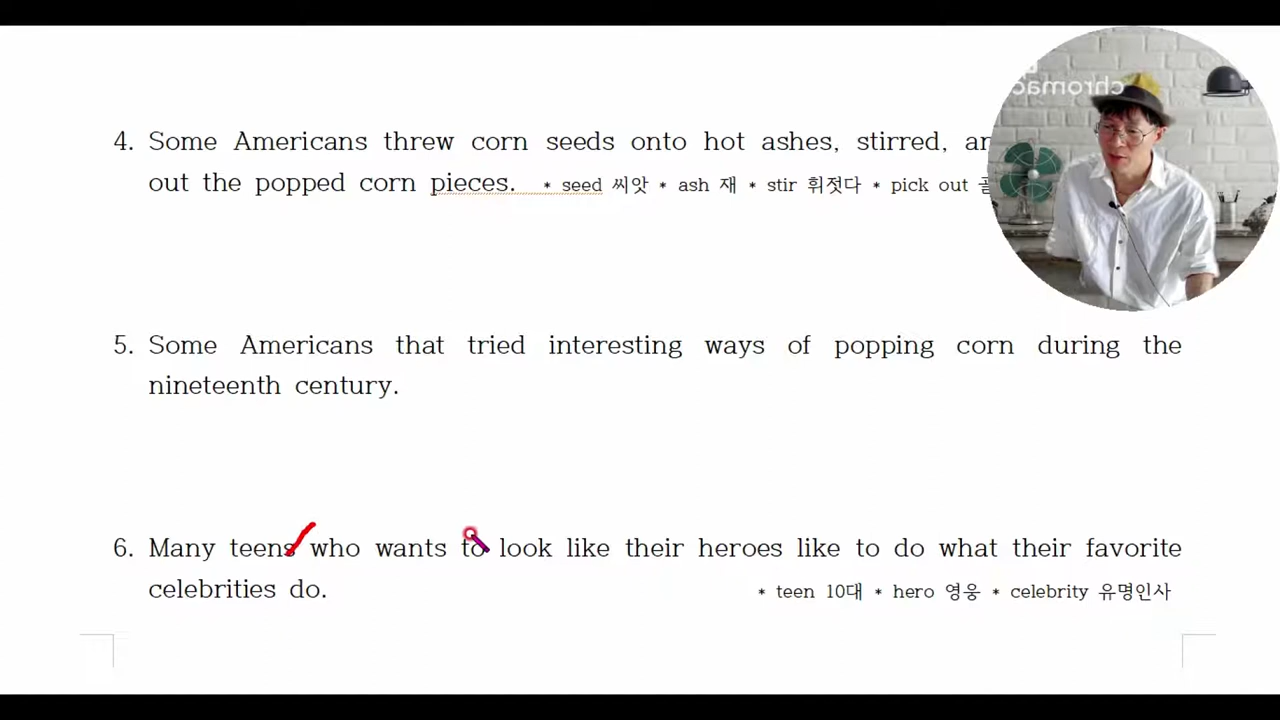 chromac
4. Some Americans threw corn seeds onto hot ashes, stirred,
out the popped corn pieces. * seed 씨앗 * ash 재 * stir 휘젓다 * pick out
5. Some Americans that tried interesting ways of popping corn during the
nineteenth century.
6. Many teens who wants to look like their heroes like to do what their favorite
celebrities do. * teen 10대 * hero 영웅 * celebrity 유명인사